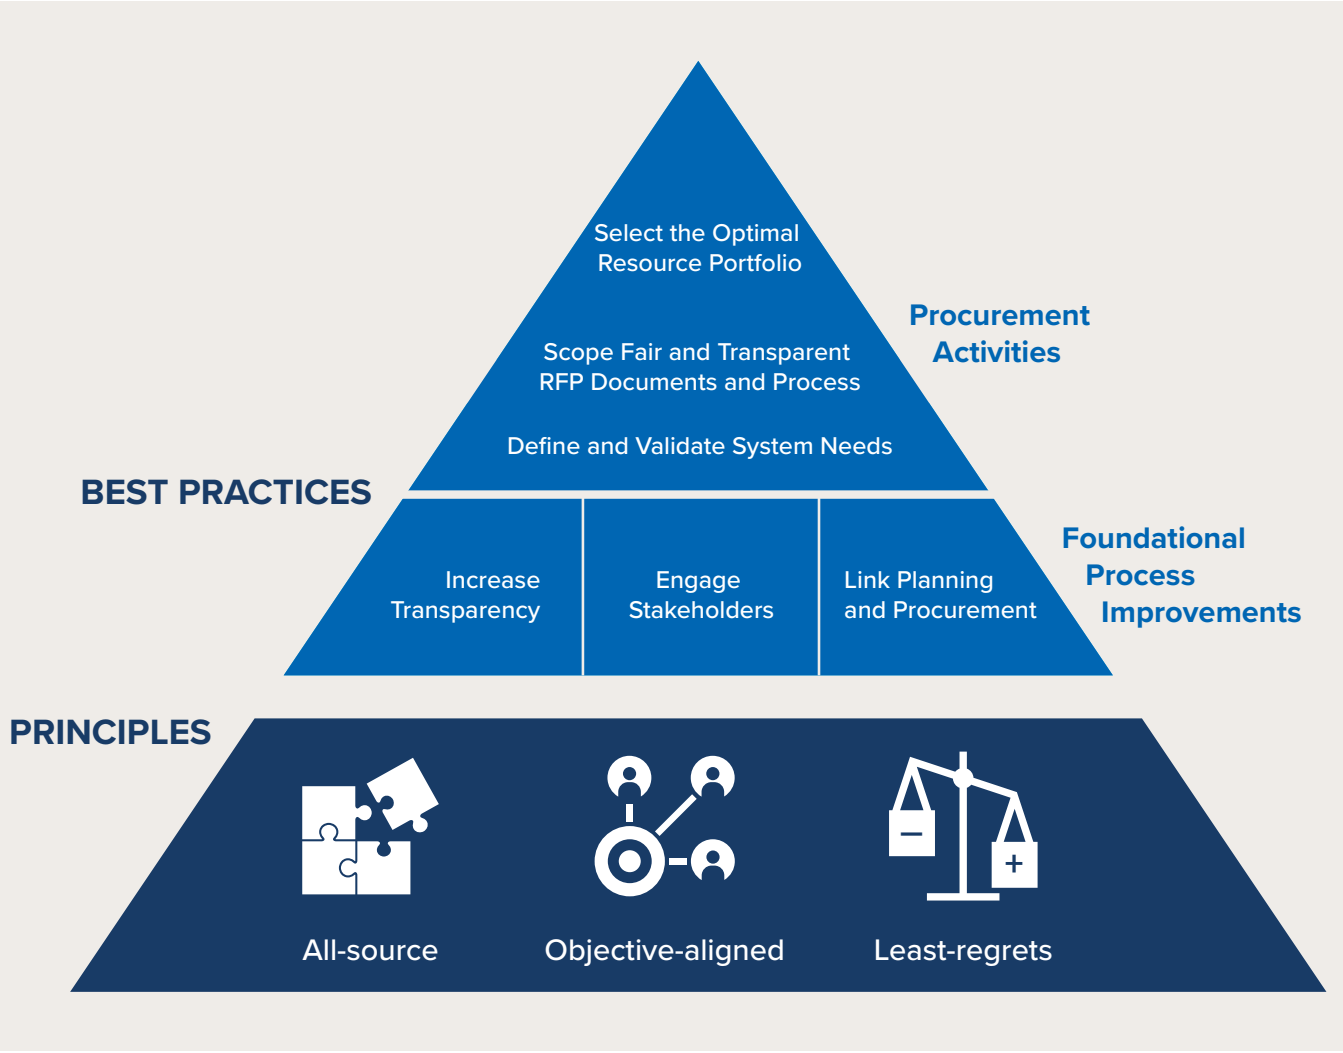 Select the Optimal
Resource Portfolio
Scope Fair and Transparent
RFP Documents and Process
Define and Validate System Needs
Procurement
Activities
BEST PRACTICES
Increase
Transparency
Engage
Stakeholders
Link Planning
and Procurement
Foundational
Process
Improvements
PRINCIPLES
−
+
All-source
Objective-aligned
Least-regrets